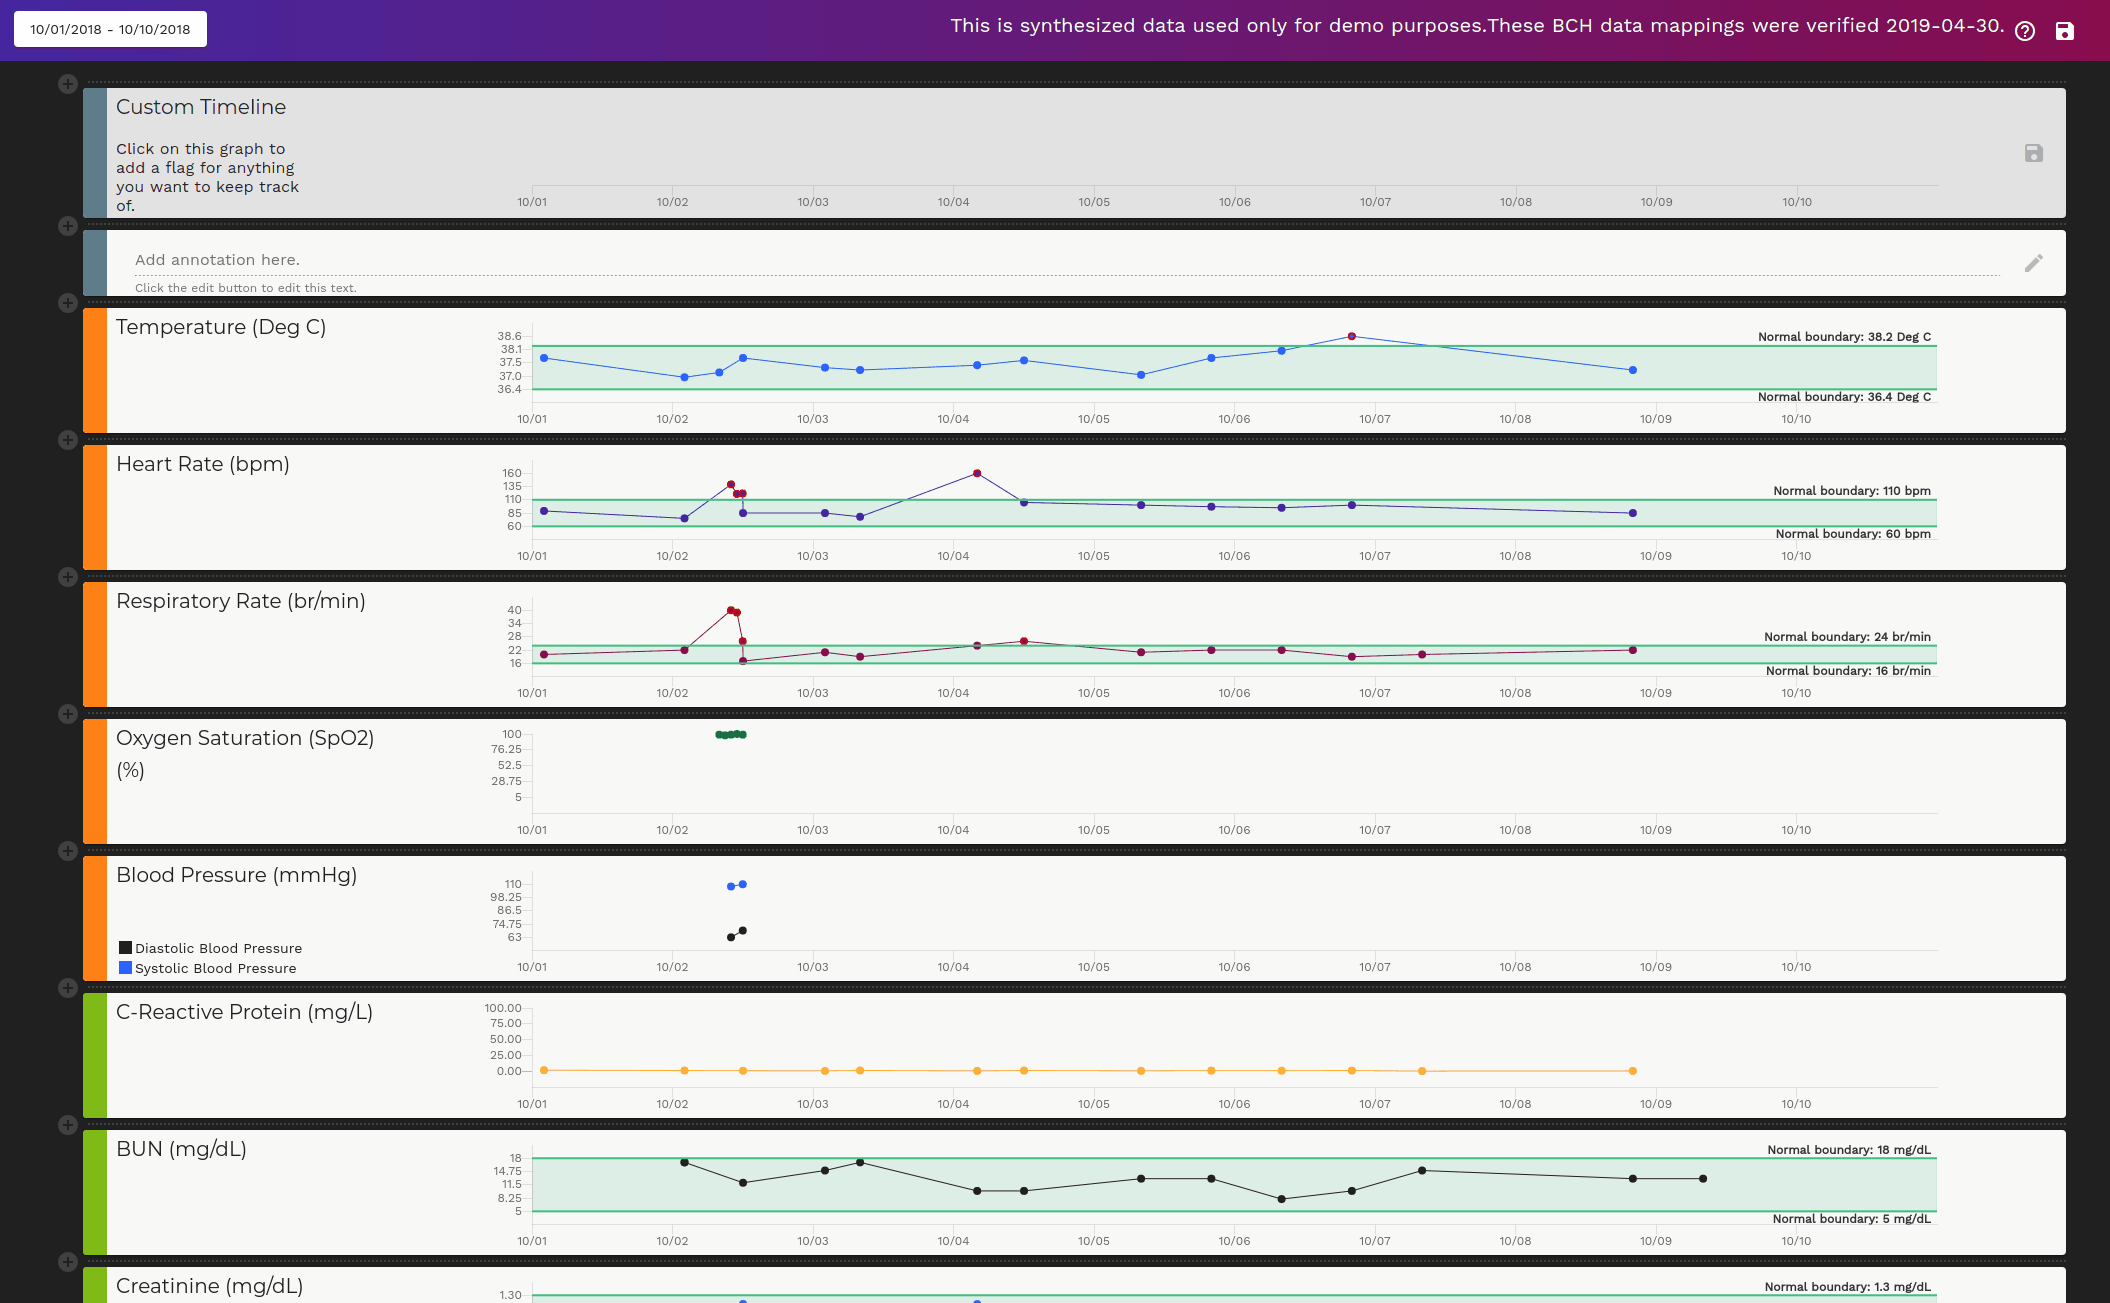 10/01/2018 - 10/10/2018
This is synthesized data used only for demo purposes.These BCH data mappings were verified 2019-04-30.
Custom Timeline
Click on this graph to
add a flag for anything
you want to keep track
of.
10/01 10/02 10/03 10/04 10/05 10/06 10/07 10/08 10/09 10/10
Add annotation here.
Click the edit button to edit this text.
Temperature (Deg C)
38.6
38.1
37.5
37.0
36.4
Normal boundary: 38.2 Deg C
Normal boundary: 36.4 Deg C
10/01 10/02 10/03 10/04 10/05 10/06 10/07 10/08 10/09 10/10
Heart Rate (bpm)
160
135
110
85
60
Normal boundary: 110 bpm
Normal boundary: 60 bpm
10/01 10/02 10/03 10/04 10/05 10/06 10/07 10/08 10/09 10/10
Respiratory Rate (br/min)
40
34
28
22
16
Normal boundary: 24 br/min
Normal boundary: 16 br/min
10/01 10/02 10/03 10/04 10/05 10/06 10/07 10/08 10/09 10/10
Oxygen Saturation (SpO2)
(%)
100
76.25
52.5
28.75
5
10/01 10/02 10/03 10/04 10/05 10/06 10/07 10/08 10/09 10/10
Blood Pressure (mmHg)
110
98.25
86.5
74.75
63
Diastolic Blood Pressure
Systolic Blood Pressure
10/01 10/02 10/03 10/04 10/05 10/06 10/07 10/08 10/09 10/10
C-Reactive Protein (mg/L)
100.00
75.00
50.00
25.00
0.00
10/01 10/02 10/03 10/04 10/05 10/06 10/07 10/08 10/09 10/10
BUN (mg/dL)
18
14.75
11.5
8.25
5
Normal boundary: 18 mg/dL
Normal boundary: 5 mg/dL
10/01 10/02 10/03 10/04 10/05 10/06 10/07 10/08 10/09 10/10
Creatinine (mg/dL)
1.30
Normal boundary: 1.3 mg/dL